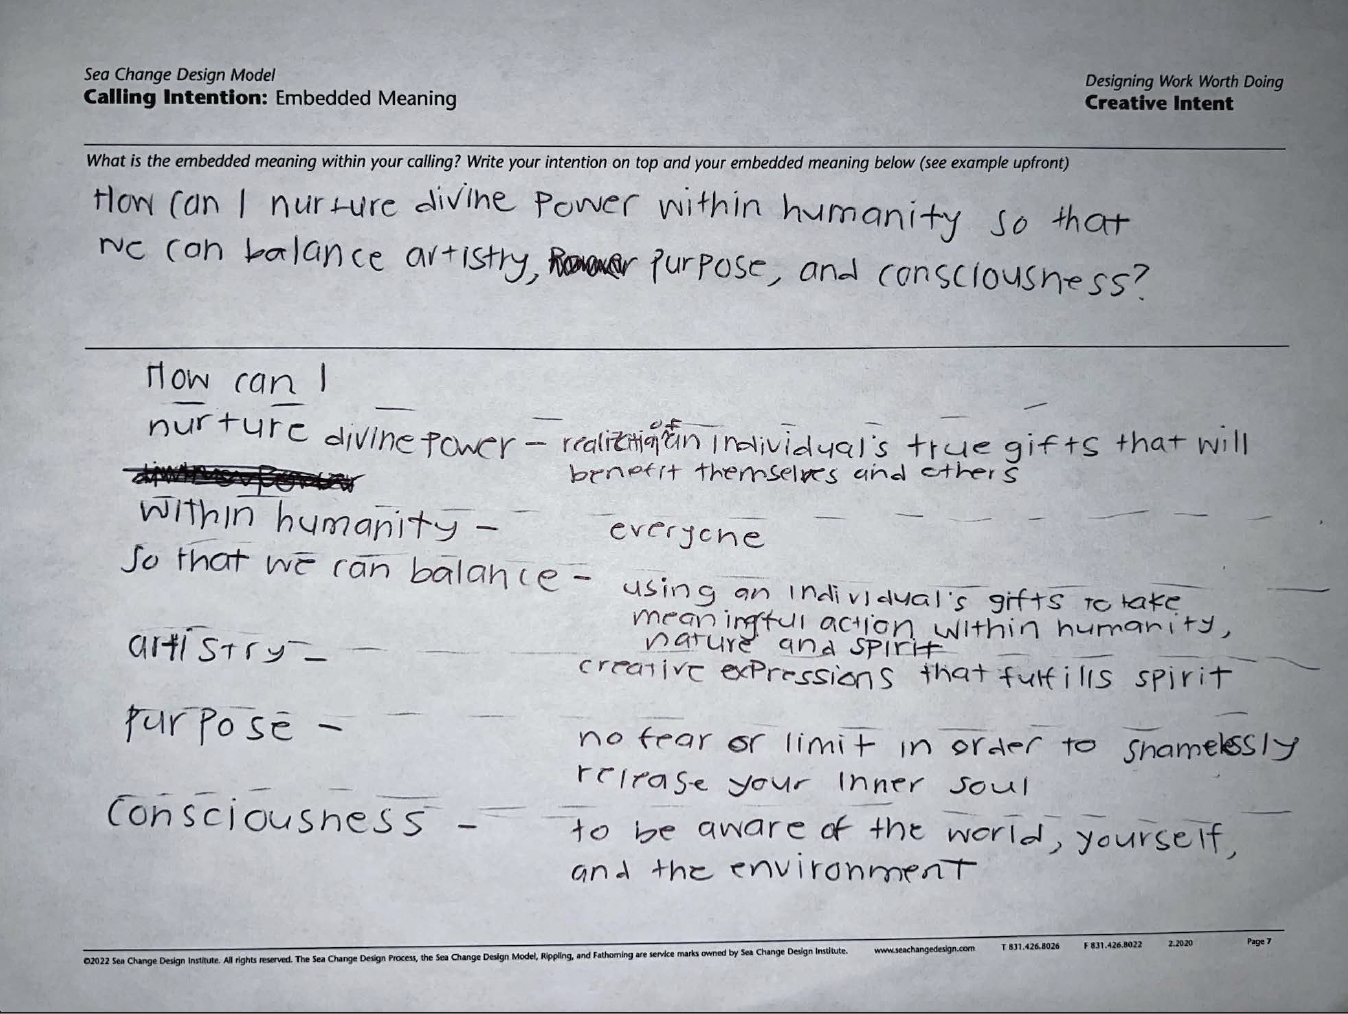 Sea Change Design Model
Calling Intention: Embedded Meaning
Designing Work Worth Doing
Creative Intent
What is the embedded meaning within your calling? Write your intention on top and your embedded meaning below (see example upfront)
How can I nurture divine power within humanity so that
we can balance artistry, purpose, and consciousness?
How can I
nurture divine power – of an individual's true gifts that will
benefit themselves and others
within humanity – everyone
So that we can balance – using an individual's gifts to take
meaningful action within humanity,
nature and spirit
artistry – creative expressions that fulfills spirit
purpose – no fear or limit in order to shamelessly
release your inner soul
Consciousness – to be aware of the world, yourself,
and the environment
©2022 Sea Change Design Institute. All rights reserved. The Sea Change Design Process, the Sea Change Design Model, Rippling, and Fathoming are service marks owned by Sea Change Design Institute. www.seachangedesign.com T 831.426.8026 F 831.426.8022 2.2020 Page 7